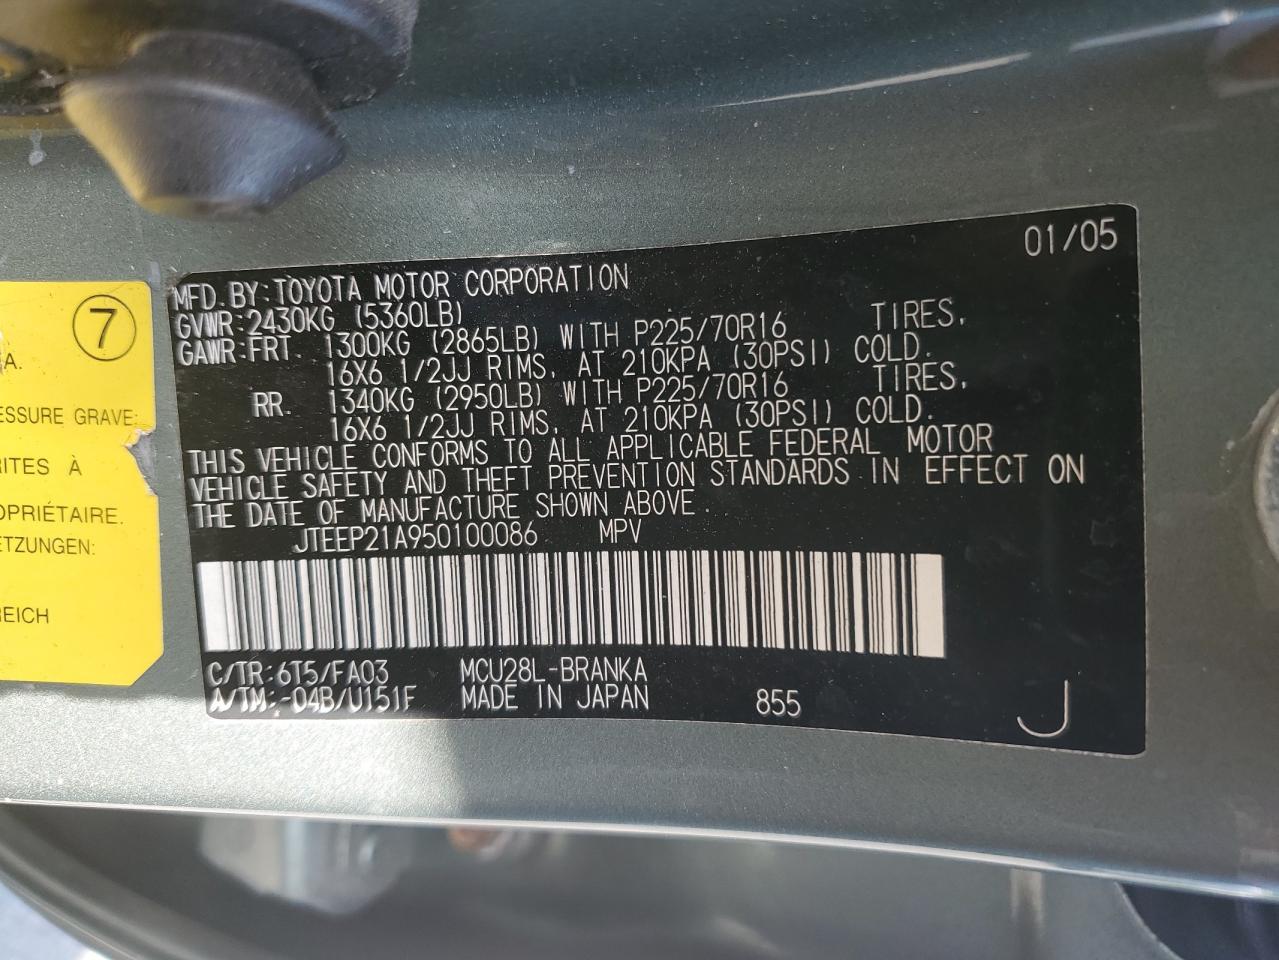 7
A.
ESSURE GRAVE:
RITES À
OPRIÉTAIRE.
ETZUNGEN:
REICH
01/05
MFD. BY:TOYOTA MOTOR CORPORATION
GVWR:2430KG (5360LB)
GAWR:FRT. 1300KG (2865LB) WITH P225/70R16 TIRES,
16X6 1/2JJ RIMS, AT 210KPA (30PSI) COLD.
RR. 1340KG (2950LB) WITH P225/70R16 TIRES,
16X6 1/2JJ RIMS, AT 210KPA (30PSI) COLD.
THIS VEHICLE CONFORMS TO ALL APPLICABLE FEDERAL MOTOR
VEHICLE SAFETY AND THEFT PREVENTION STANDARDS IN EFFECT ON
THE DATE OF MANUFACTURE SHOWN ABOVE.
JTEEP21A950100086 MPV
C/TR:6T5/FA03 MCU28L-BRANKA
A/TM:-04B/U151F MADE IN JAPAN 855
J